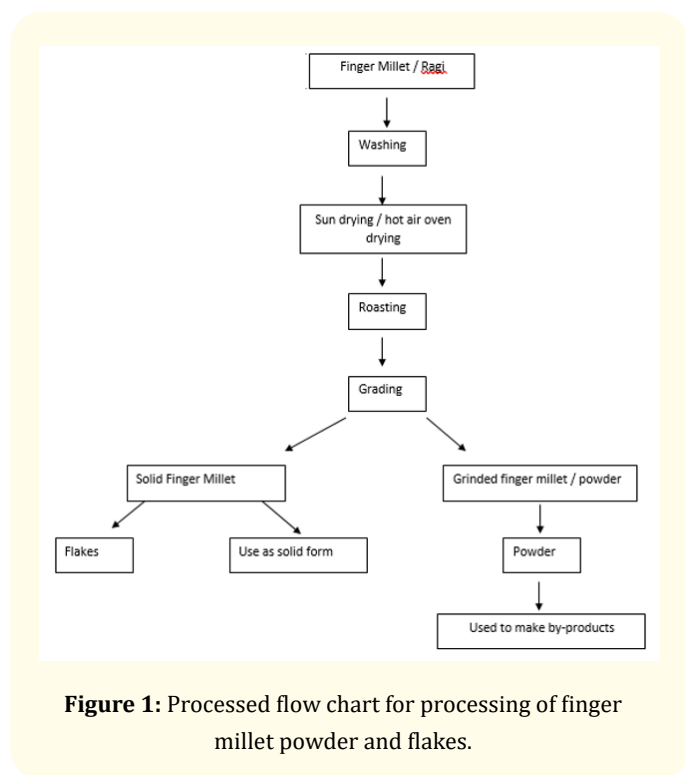 Finger Millet / Ragi
Washing
Sun drying / hot air oven
drying
Roasting
Grading
Solid Finger Millet
Grinded finger millet / powder
Flakes
Use as solid form
Powder
Used to make by-products
Figure 1: Processed flow chart for processing of finger
millet powder and flakes.